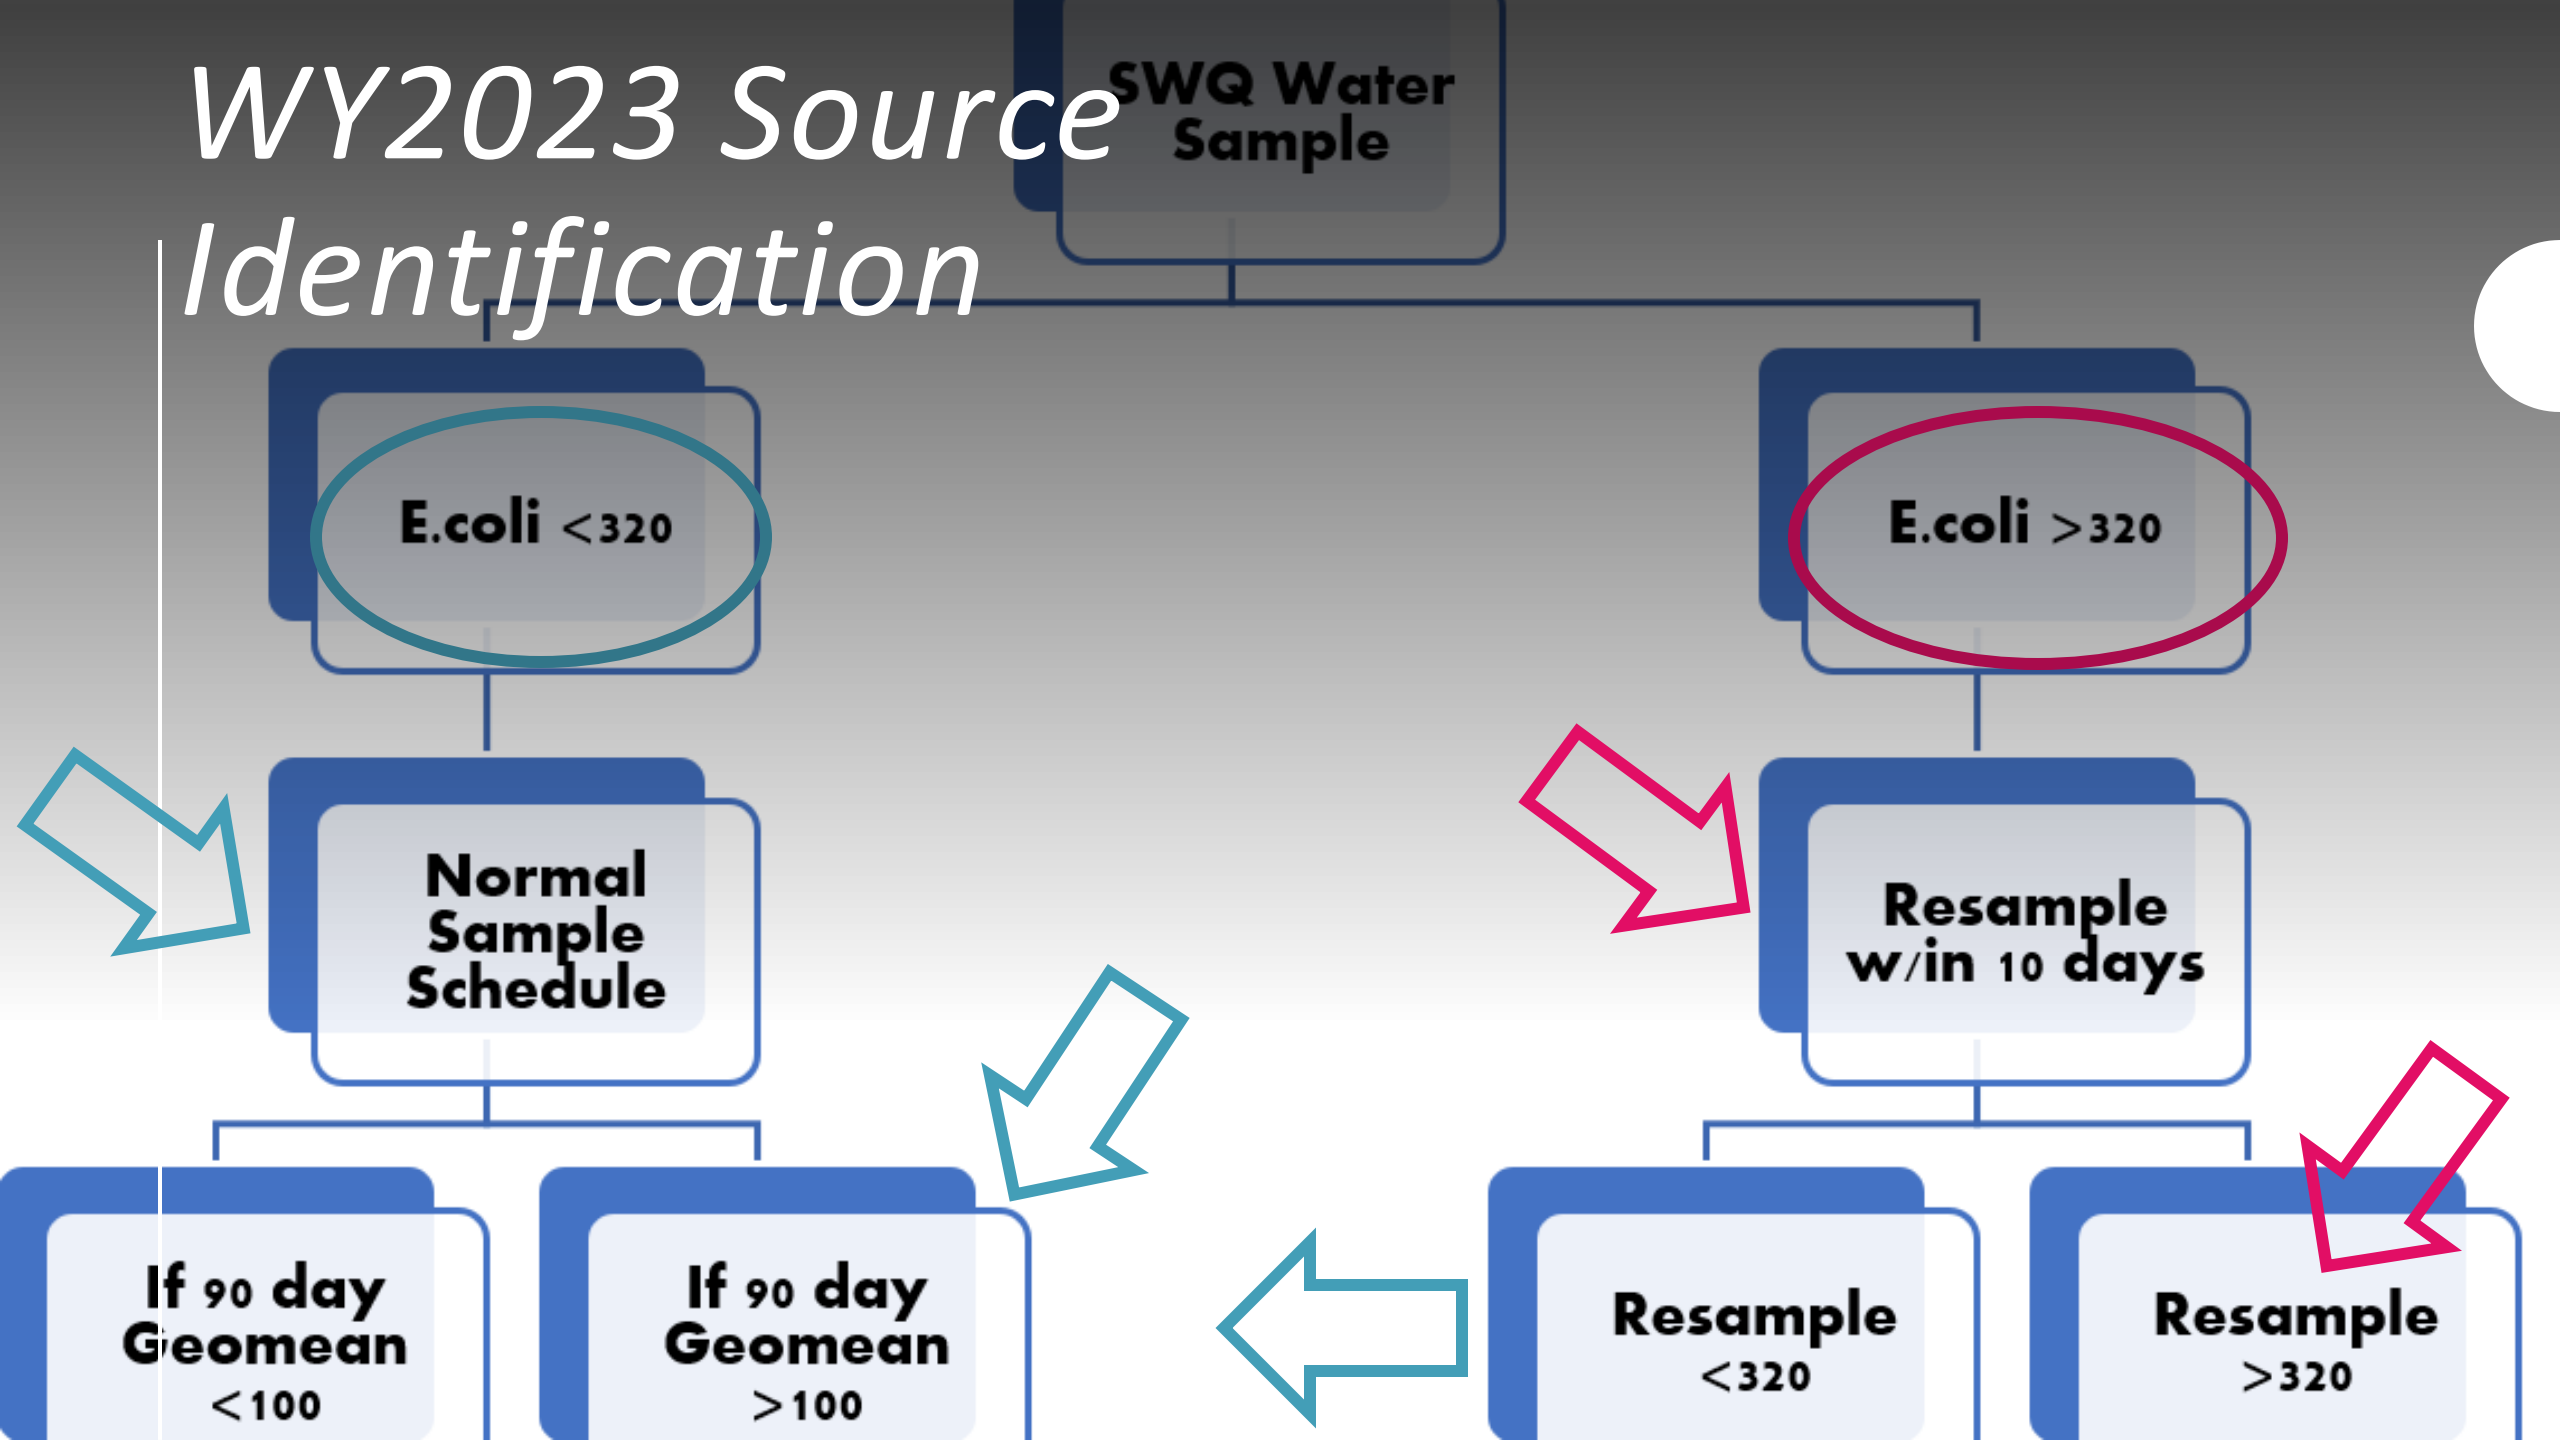 WY2023 Source
Identification
SWQ Water
Sample
E.coli <320
E.coli >320
Normal
Sample
Schedule
Resample
w/in 10 days
If 90 day
Geomean
<100
If 90 day
Geomean
>100
Resample
<320
Resample
>320